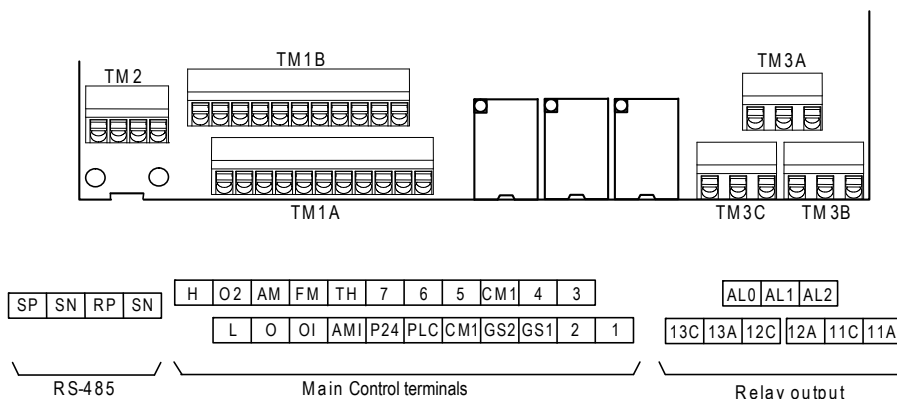 TM2
TM1B
TM3A
TM1A
TM3C
TM3B
H O2 AM FM TH 7 6 5 CM1 4 3
AL0 AL1 AL2
SP SN RP SN
L O OI AMI P24 PLC CM1 GS2 GS1 2 1
13C 13A 12C 12A 11C 11A
RS-485
Main Control terminals
Relay output